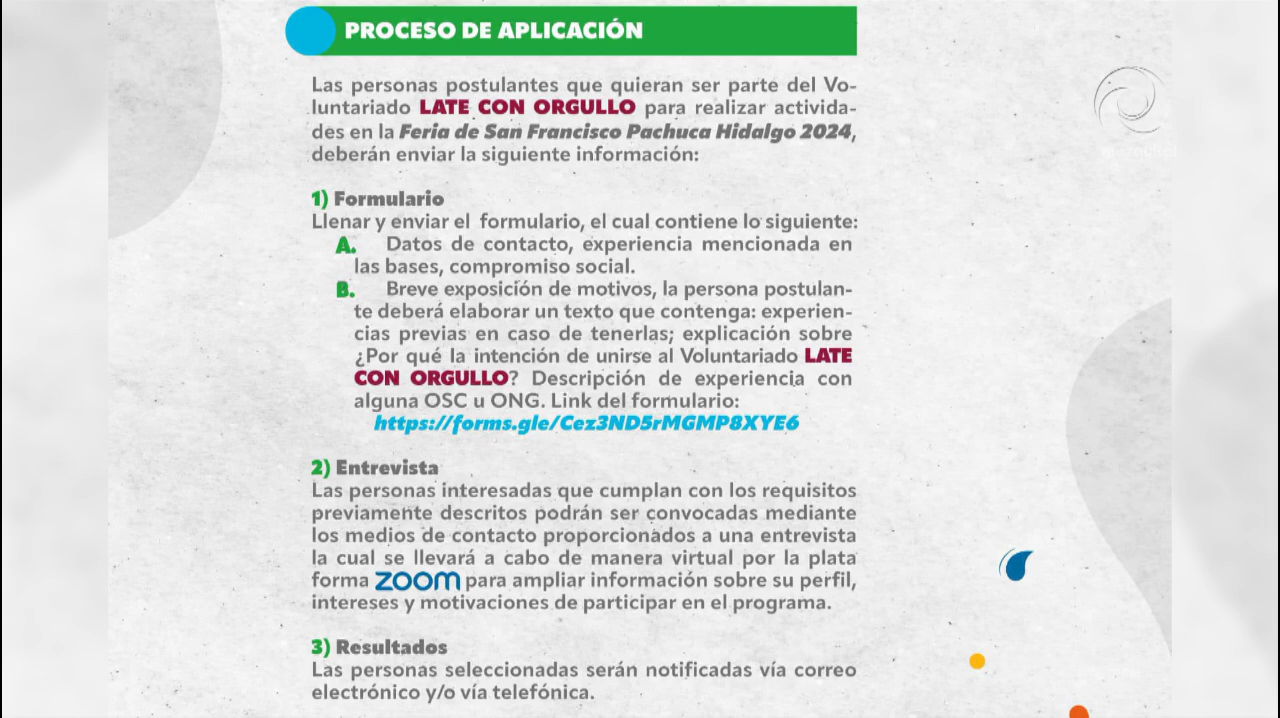 PROCESO DE APLICACIÓN
Las personas postulantes que quieran ser parte del Vo-
luntariado LATE CON ORGULLO para realizar activida-
des en la Feria de San Francisco Pachuca Hidalgo 2024,
deberán enviar la siguiente información:
1) Formulario
Llenar y enviar el formulario, el cual contiene lo siguiente:
A. Datos de contacto, experiencia mencionada en
las bases, compromiso social.
B. Breve exposición de motivos, la persona postulan-
te deberá elaborar un texto que contenga: experien-
cias previas en caso de tenerlas; explicación sobre
¿Por qué la intención de unirse al Voluntariado LATE
CON ORGULLO? Descripción de experiencia con
alguna OSC u ONG. Link del formulario:
https://forms.gle/Cez3ND5rMGMP8XYE6
2) Entrevista
Las personas interesadas que cumplan con los requisitos
previamente descritos podrán ser convocadas mediante
los medios de contacto proporcionados a una entrevista
la cual se llevará a cabo de manera virtual por la plata
forma zoom para ampliar información sobre su perfil,
intereses y motivaciones de participar en el programa.
3) Resultados
Las personas seleccionadas serán notificadas vía correo
electrónico y/o vía telefónica.